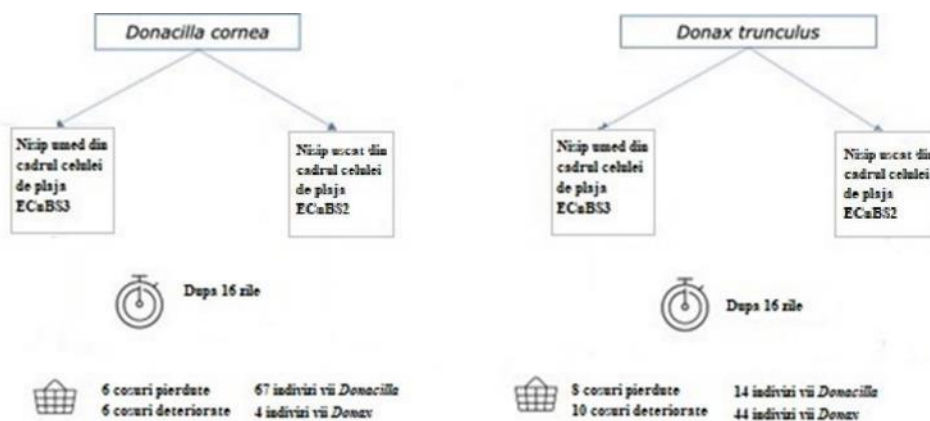 Donacilla cornea
Donax trunculus
Nisip umed din
cadrul celulei
de plaja
ECuBS3
Nisip uscat din
cadrul celulei
de plaja
ECuBS2
Nisip umed din
cadrul celulei
de plaja
ECuBS3
Nisip uscat din
cadrul celulei
de plaja
ECuBS2
Dupa 16 zile
Dupa 16 zile
6 cosuri pierdute
6 cosuri deteriorate
67 indivizi vii Donacilla
4 indivizi vii Donax
8 cosuri pierdute
10 cosuri deteriorate
14 indivizi vii Donacilla
44 indivizi vii Donax